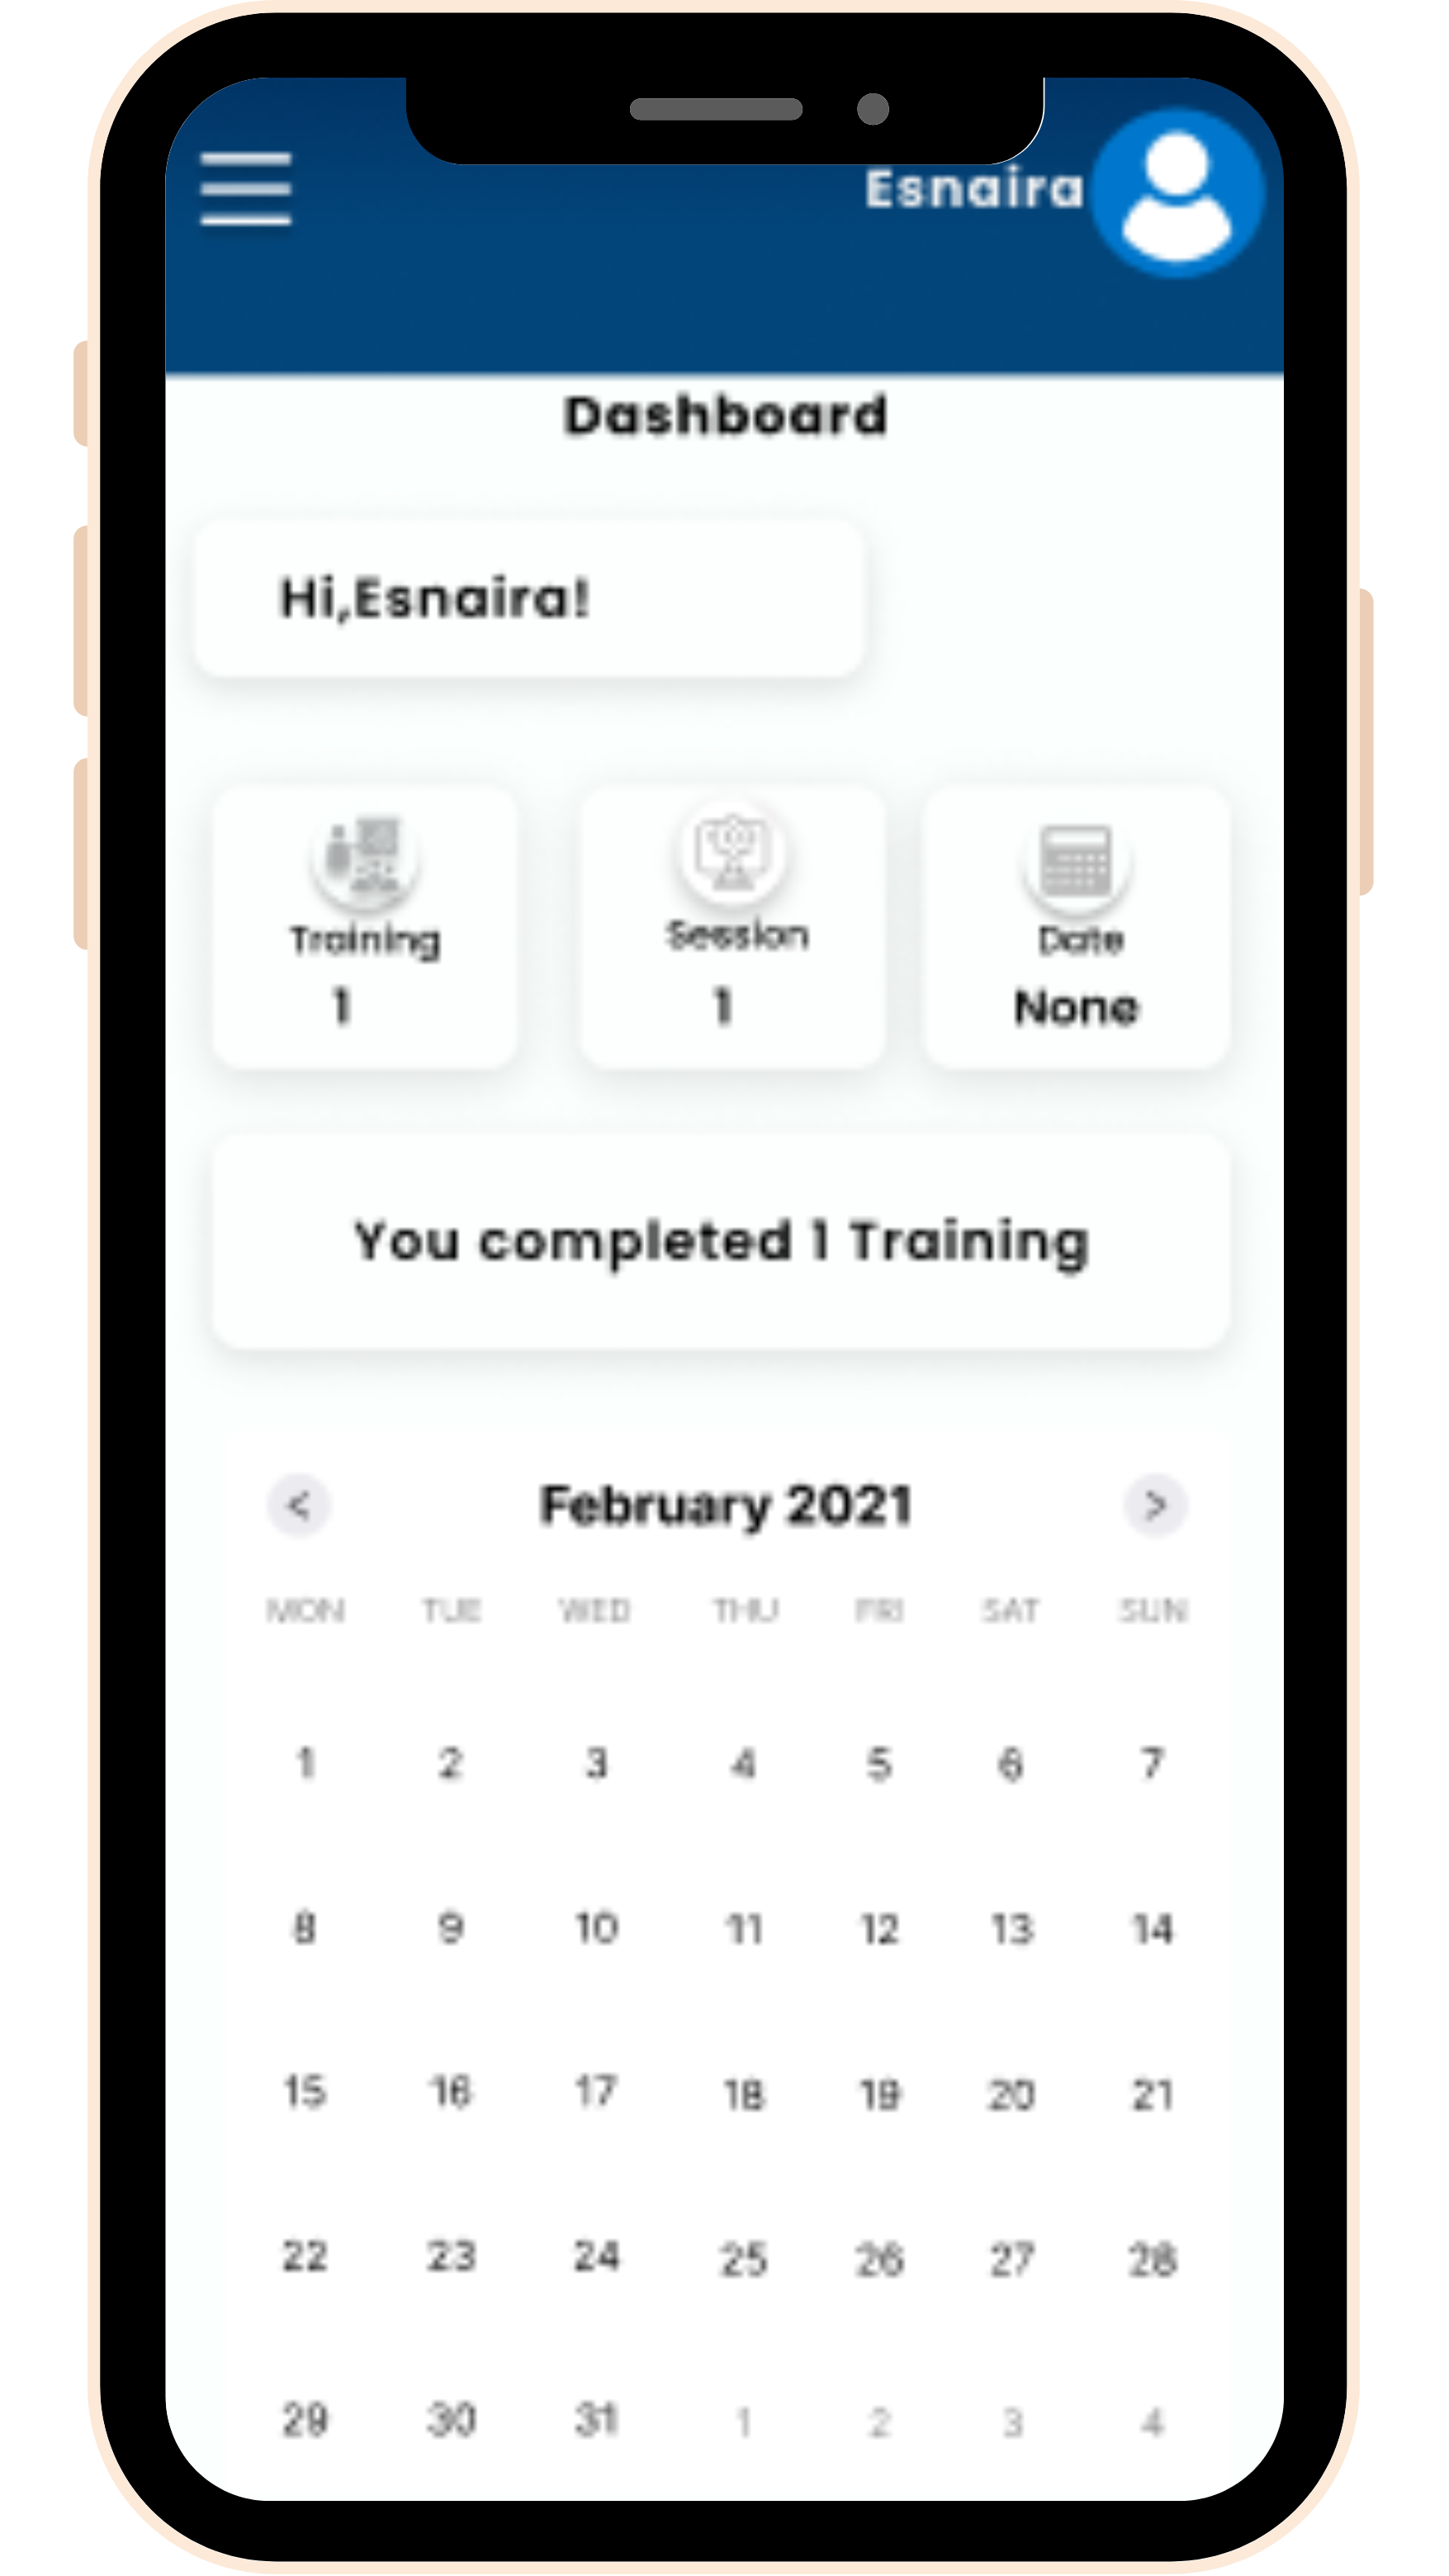 Esnaira
Dashboard
Hi,Esnaira!
Training
1
Session
1
Date
None
You completed 1 Training
< February 2021 >
MON TUE WED THU FRI SAT SUN
1 2 3 4 5 6 7
8 9 10 11 12 13 14
15 16 17 18 19 20 21
22 23 24 25 26 27 28
29 30 31 1 2 3 4